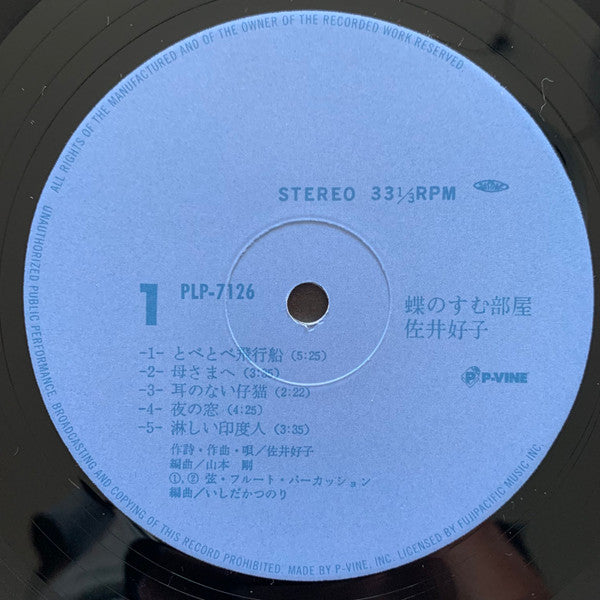 ALL RIGHTS OF THE MANUFACTURED AND OF THE OWNER OF THE RECORDED WORK RESERVED.
UNAUTHORIZED PUBLIC PERFORMANCE, BROADCASTING AND COPYING OF THIS RECORD PROHIBITED. MADE BY P-VINE, INC. LICENSED BY FUJIPACIFIC MUSIC INC.
STEREO 33 1/3 RPM
1
PLP-7126
蝶のすむ部屋
佐井好子
P-VINE
-1- とべとべ飛行船 (5:25)
-2- 母さまへ
-3- 耳のない仔猫 (2:22)
-4- 夜の窓 (4:25)
-5- 淋しい印度人 (3:35)
作詩・作曲・唄/佐井好子
編曲/山本 剛
①,② 弦・フルート・パーカッション
編曲/いしだかつのり